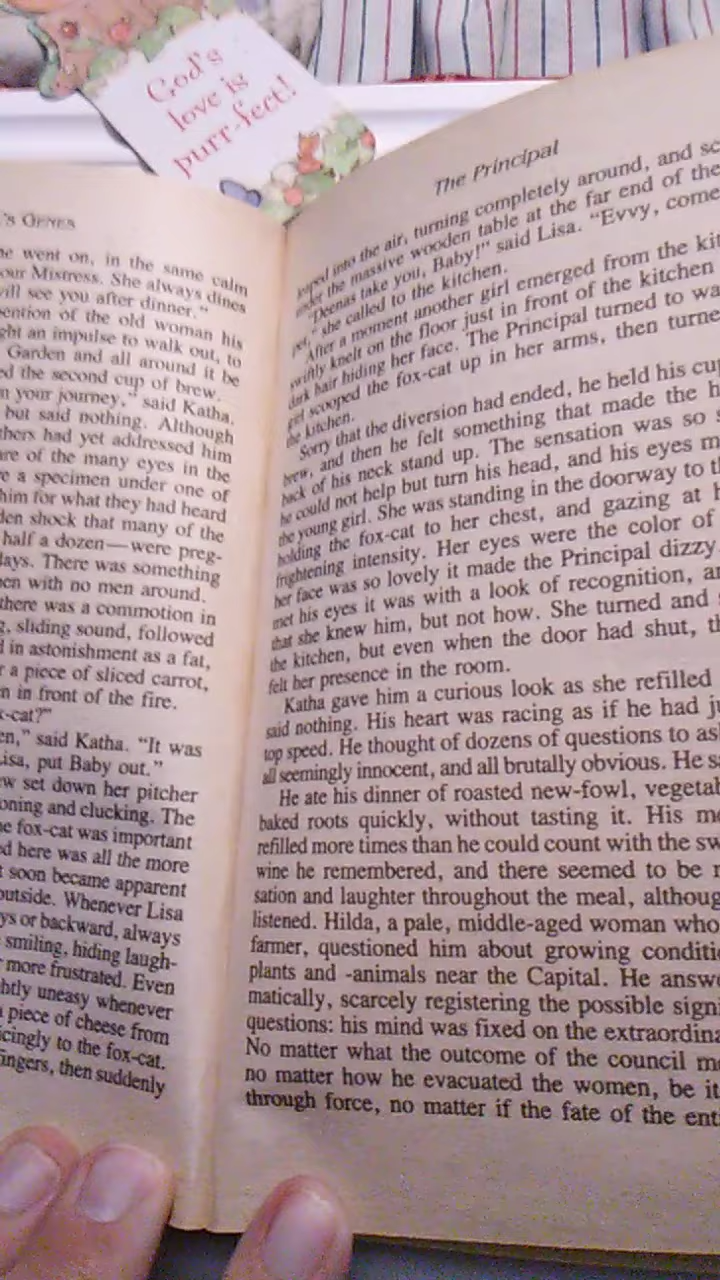 God's
love is
purr-fect!
'S GENES
e went on, in the same calm
our Mistress. She always dines
will see you after dinner."
ention of the old woman his
ght an impulse to walk out, to
Garden and all around it be
ed the second cup of brew.
n your journey," said Katha.
but said nothing. Although
thers had yet addressed him
are of the many eyes in the
e a specimen under one of
him for what they had heard
den shock that many of the
half a dozen—were preg-
days. There was something
en with no men around.
there was a commotion in
g, sliding sound, followed
d in astonishment as a fat,
r a piece of sliced carrot,
n in front of the fire.
x-cat?"
en," said Katha. "It was
Lisa, put Baby out."
w set down her pitcher
oning and clucking. The
e fox-cat was important
ed here was all the more
t soon became apparent
outside. Whenever Lisa
ys or backward, always
smiling, hiding laugh-
r more frustrated. Even
ghtly uneasy whenever
a piece of cheese from
icingly to the fox-cat.
fingers, then suddenly
The Principal
leaped into the air, turning completely around, and sc
under the massive wooden table at the far end of the
"Deenas take you, Baby!" said Lisa. "Evvy, come
pet," she called to the kitchen.
After a moment another girl emerged from the kit
swiftly knelt on the floor just in front of the kitchen
dark hair hiding her face. The Principal turned to wa
girl scooped the fox-cat up in her arms, then turne
the kitchen.
Sorry that the diversion had ended, he held his cup
brew, and then he felt something that made the h
back of his neck stand up. The sensation was so s
he could not help but turn his head, and his eyes m
the young girl. She was standing in the doorway to th
holding the fox-cat to her chest, and gazing at h
frightening intensity. Her eyes were the color of
her face was so lovely it made the Principal dizzy.
met his eyes it was with a look of recognition, an
that she knew him, but not how. She turned and
the kitchen, but even when the door had shut, th
felt her presence in the room.
Katha gave him a curious look as she refilled
said nothing. His heart was racing as if he had ju
top speed. He thought of dozens of questions to as
all seemingly innocent, and all brutally obvious. He sa
He ate his dinner of roasted new-fowl, vegetab
baked roots quickly, without tasting it. His m
refilled more times than he could count with the sw
wine he remembered, and there seemed to be
sation and laughter throughout the meal, althoug
listened. Hilda, a pale, middle-aged woman who
farmer, questioned him about growing conditi
plants and -animals near the Capital. He answe
matically, scarcely registering the possible signi
questions: his mind was fixed on the extraordina
No matter what the outcome of the council m
no matter how he evacuated the women, be it
through force, no matter if the fate of the ent